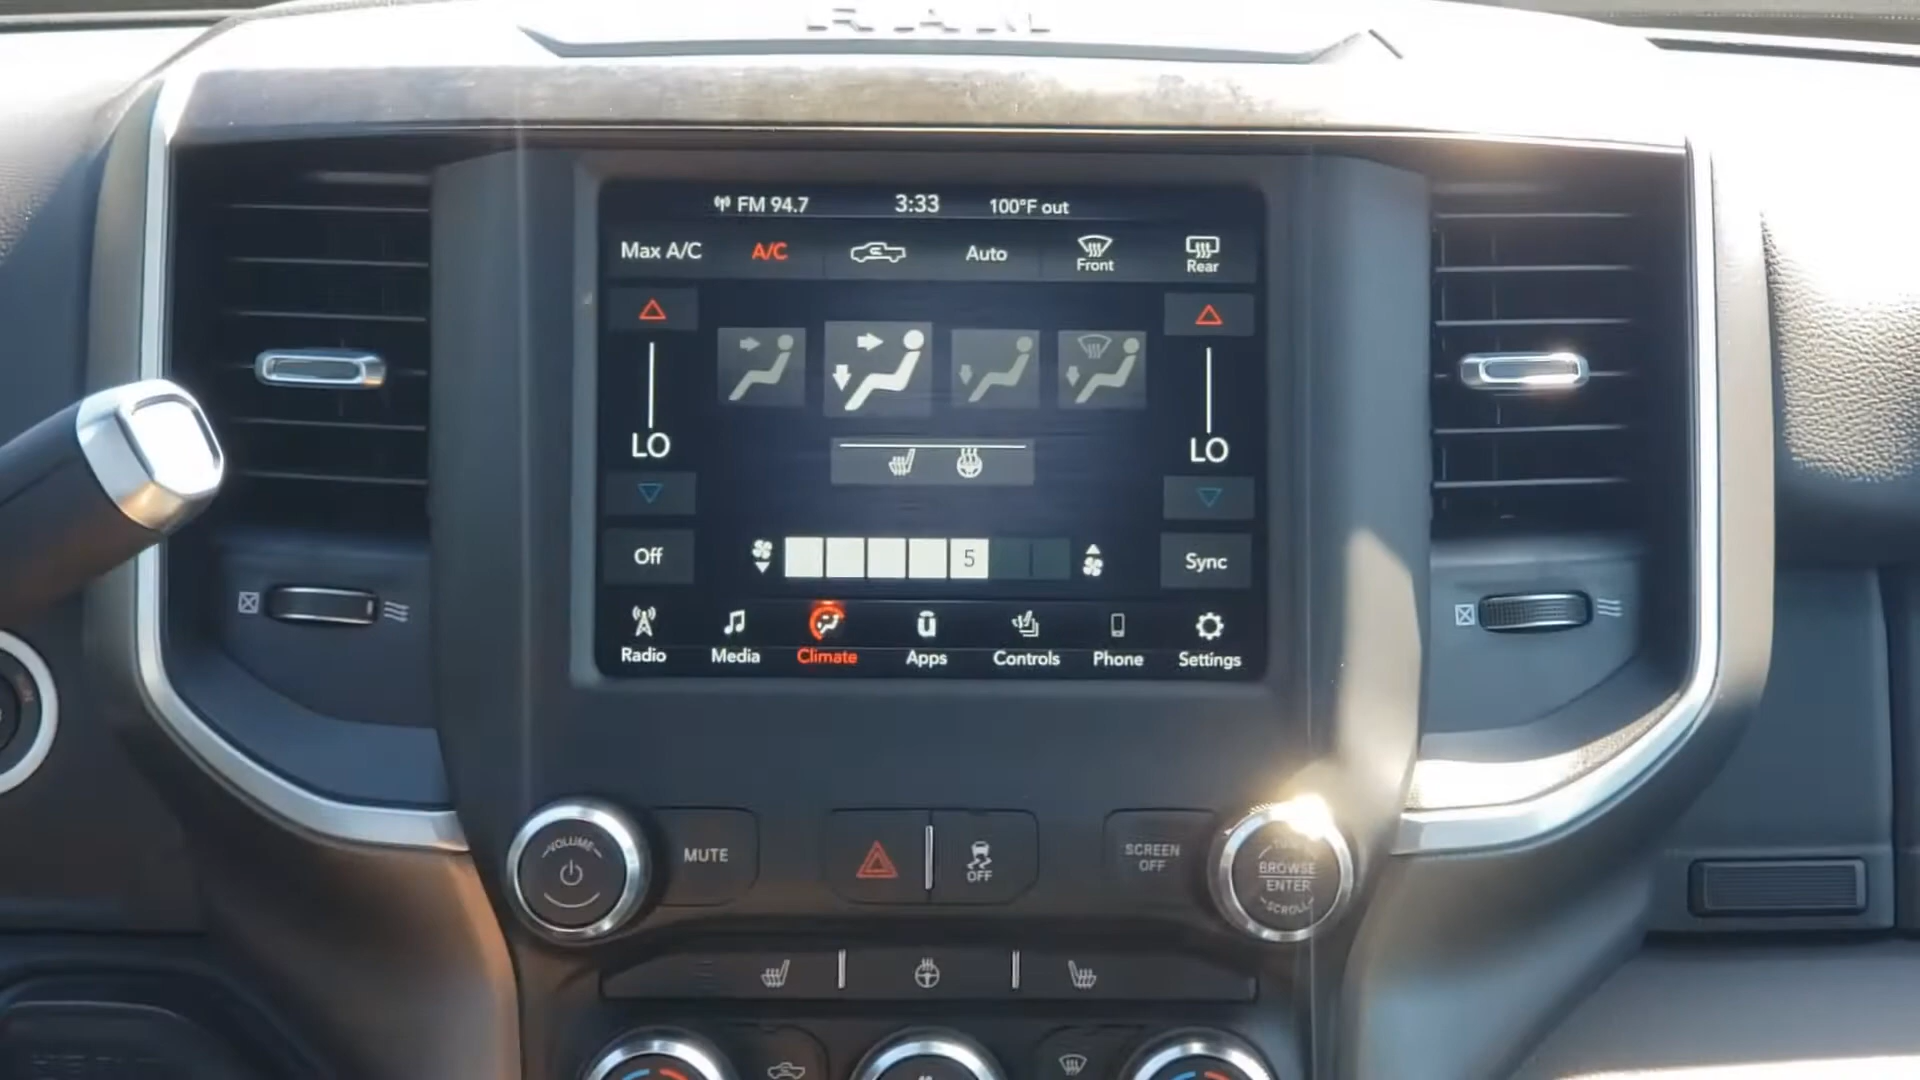 RAM
FM 94.7 3:33 100°F out
Max A/C A/C Auto Front Rear
LO LO
Off 5 Sync
Radio Media Climate Apps Controls Phone Settings
VOLUME MUTE OFF SCREEN OFF BROWSE ENTER SCROLL